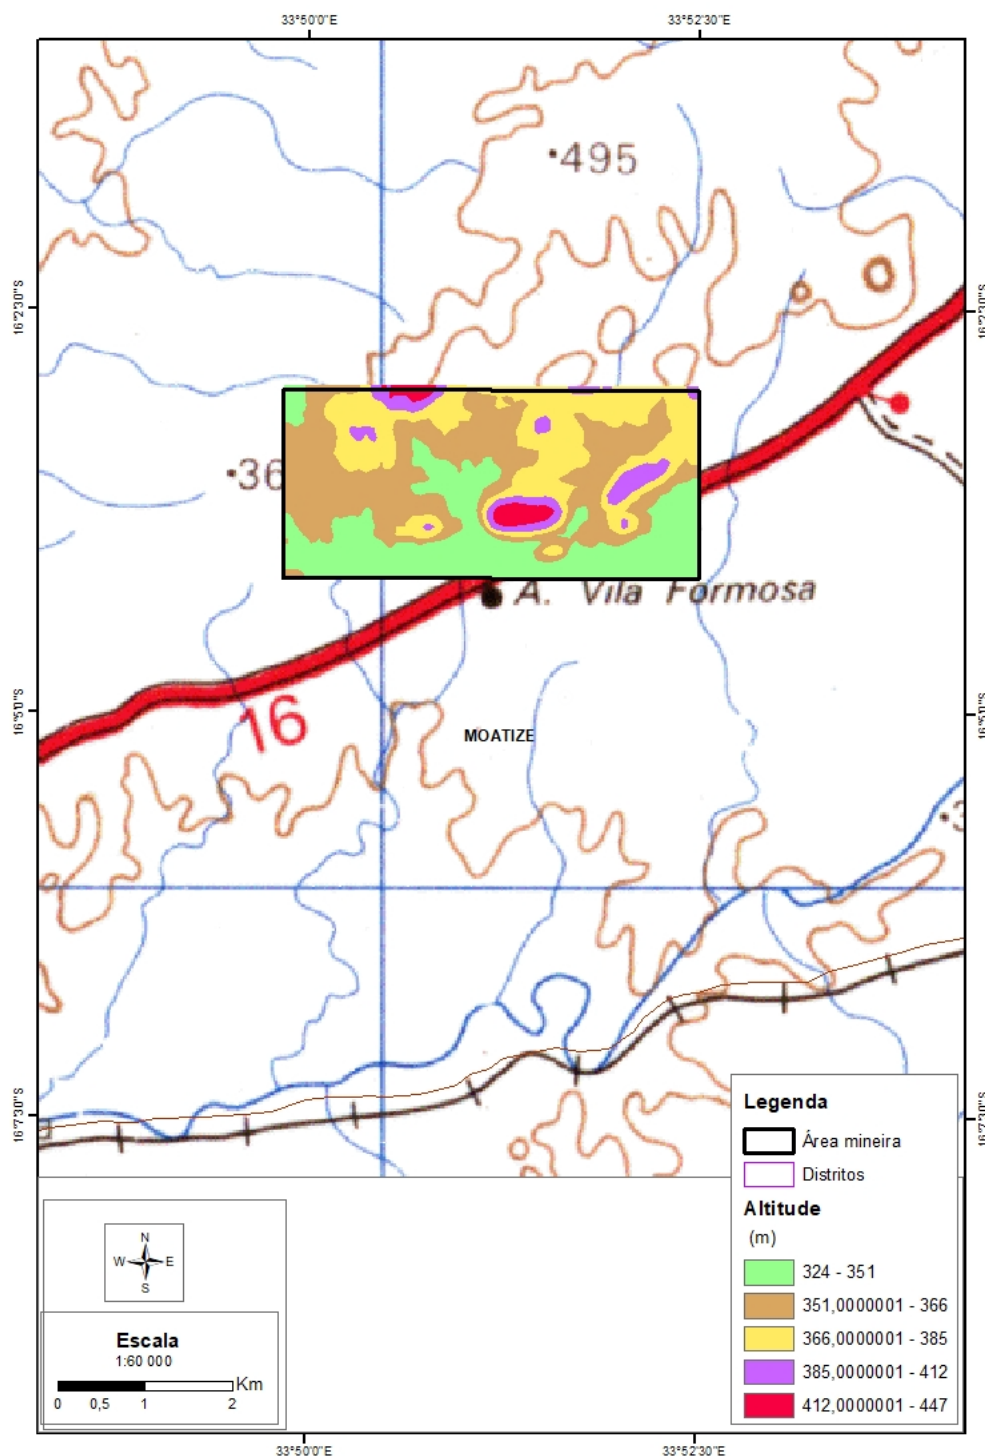 33°50'0"E 33°52'30"E
495
16°2'30"S 16°2'30"S
36
A. Vila Formosa
16
16°5'0"S 16°5'0"S
MOATIZE
16°7'30"S 16°7'30"S
Legenda
Área mineira
Distritos
Altitude
(m)
324 - 351
351,0000001 - 366
366,0000001 - 385
385,0000001 - 412
412,0000001 - 447
N
W E
S
Escala
1:60 000
Km
0 0,5 1 2
33°50'0"E 33°52'30"E